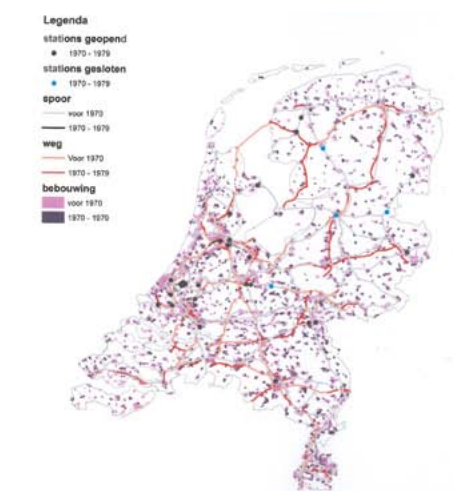 Legenda
stations geopend
1970 - 1979
stations gesloten
1970 - 1979
spoor
voor 1970
1970 - 1979
weg
Voor 1970
1970 - 1979
bebouwing
voor 1970
1970 - 1970